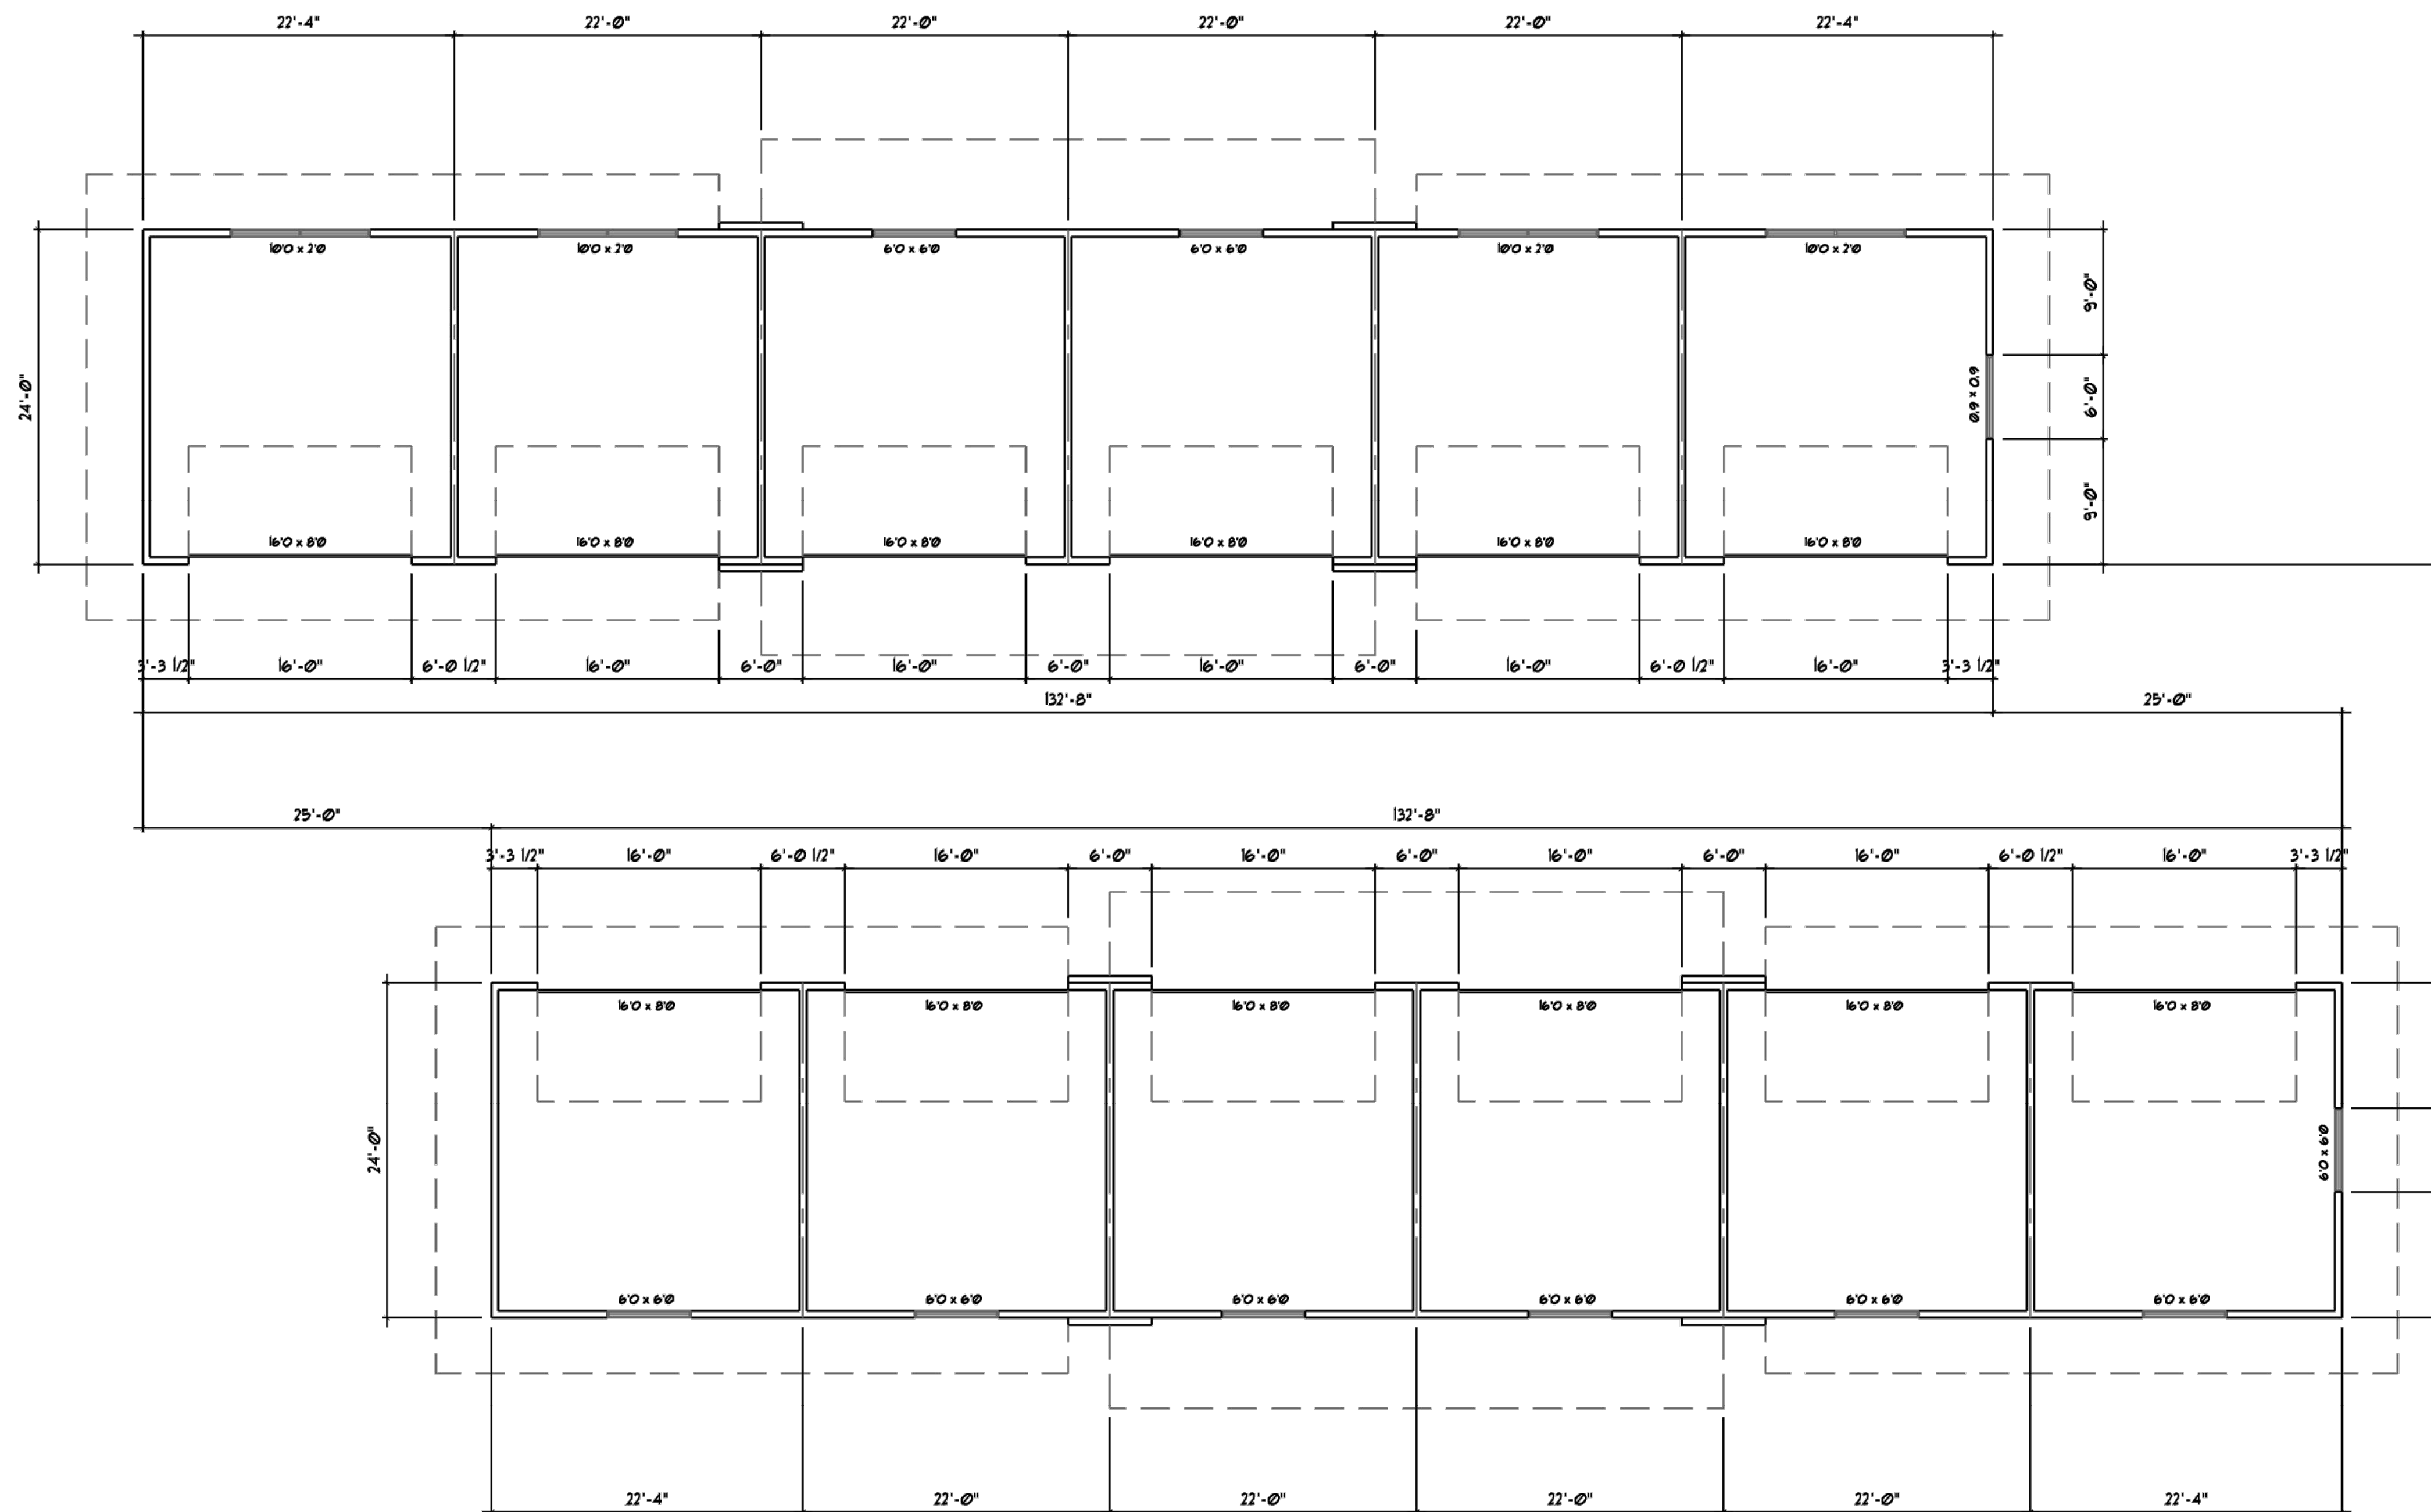 22'-4" 22'-0" 22'-0" 22'-0" 22'-0" 22'-4"
10'0 x 2'0 10'0 x 2'0 6'0 x 6'0 6'0 x 6'0 10'0 x 2'0 10'0 x 2'0
9'-0"
24'-0" 6'0 x 6'0 6'-0"
9'-0"
16'0 x 8'0 16'0 x 8'0 16'0 x 8'0 16'0 x 8'0 16'0 x 8'0 16'0 x 8'0
3'-3 1/2" 16'-0" 6'-0 1/2" 16'-0" 6'-0" 16'-0" 6'-0" 16'-0" 6'-0" 16'-0" 6'-0 1/2" 16'-0" 3'-3 1/2"
132'-8" 25'-0"
25'-0" 132'-8"
3'-3 1/2" 16'-0" 6'-0 1/2" 16'-0" 6'-0" 16'-0" 6'-0" 16'-0" 6'-0" 16'-0" 6'-0 1/2" 16'-0" 3'-3 1/2"
16'0 x 8'0 16'0 x 8'0 16'0 x 8'0 16'0 x 8'0 16'0 x 8'0 16'0 x 8'0
24'-0" 6'0 x 6'0
6'0 x 6'0 6'0 x 6'0 6'0 x 6'0 6'0 x 6'0 6'0 x 6'0 6'0 x 6'0
22'-4" 22'-0" 22'-0" 22'-0" 22'-0" 22'-4"